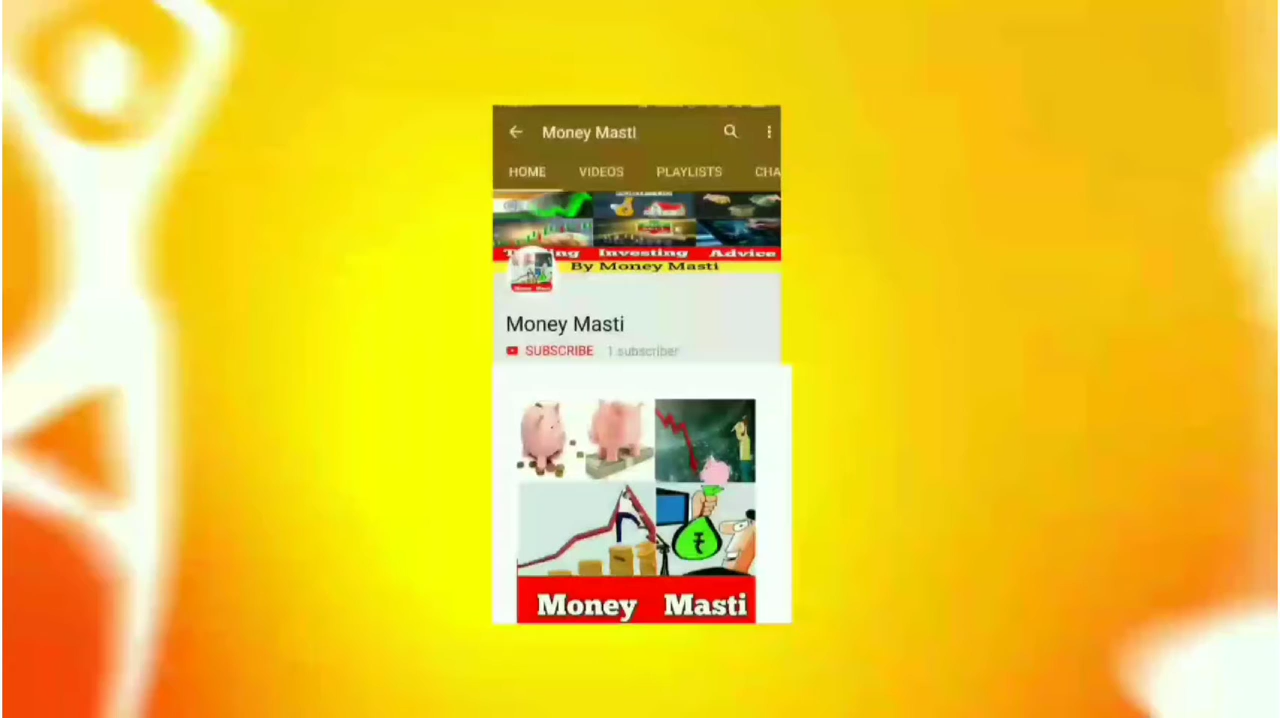 Money Masti
HOME VIDEOS PLAYLISTS CHA
Investing Advice
By Money Masti
Money Masti
SUBSCRIBE 1 subscriber
₹
Money Masti